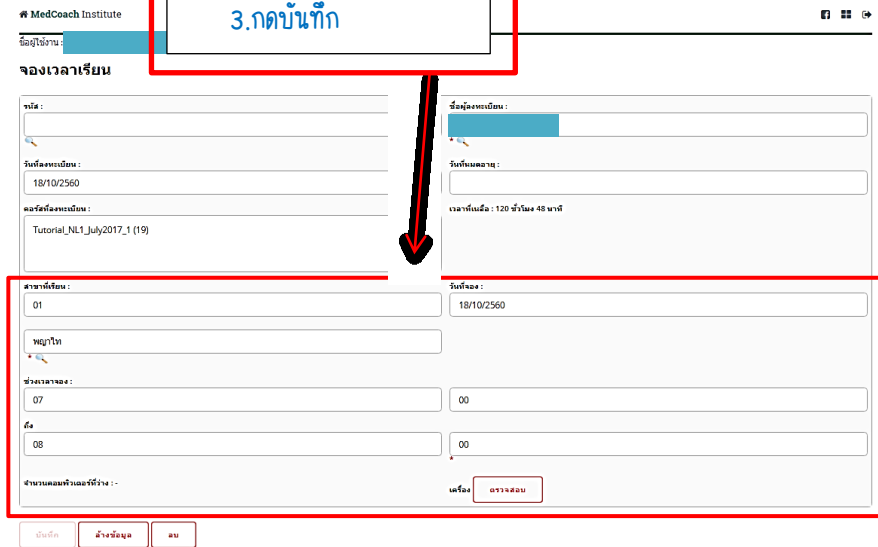 MedCoach Institute
3.กดบันทึก
ชื่อผู้ใช้งาน :
จองเวลาเรียน
รหัส :
ชื่อผู้ลงทะเบียน :
*
วันที่ลงทะเบียน :
วันที่หมดอายุ :
18/10/2560
คอร์สที่ลงทะเบียน :
เวลาที่เหลือ : 120 ชั่วโมง 48 นาที
Tutorial_NL1_July2017_1 (19)
สาขาที่เรียน :
วันที่จอง :
01
18/10/2560
พญาไท
*
ช่วงเวลาจอง :
07
00
ถึง
08
00
*
จำนวนคอมพิวเตอร์ที่ว่าง : -
เครื่อง ตรวจสอบ
บันทึก ล้างข้อมูล ลบ